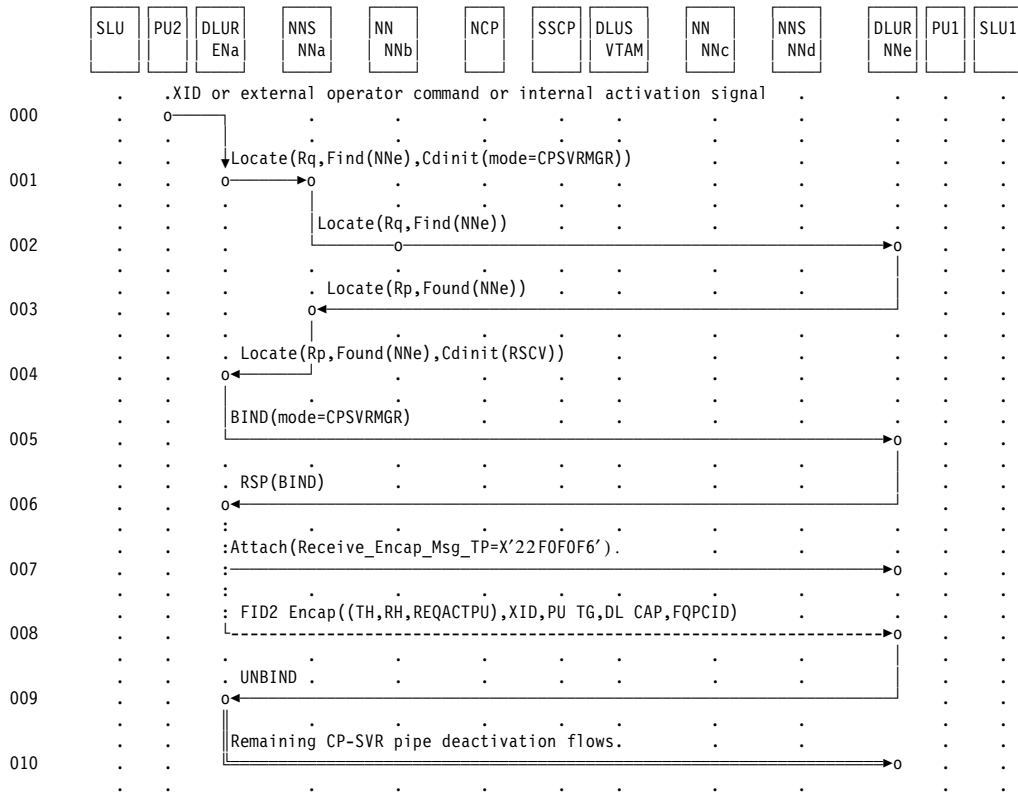 SLU PU2 DLUR NNS NN NCP SSCP DLUS NN NNS DLUR PU1 SLU1
ENa NNa NNb VTAM NNc NNd NNe
.XID or external operator command or internal activation signal
000
Locate(Rq,Find(NNe),Cdinit(mode=CPSVRMGR))
001
Locate(Rq,Find(NNe))
002
Locate(Rp,Found(NNe))
003
Locate(Rp,Found(NNe),Cdinit(RSCV))
004
BIND(mode=CPSVRMGR)
005
RSP(BIND)
006
:Attach(Receive_Encap_Msg_TP=X'22F0F0F6').
007
: FID2 Encap((TH,RH,REQACTPU),XID,PU TG,DL CAP,FQPCID)
008
UNBIND
009
Remaining CP-SVR pipe deactivation flows.
010